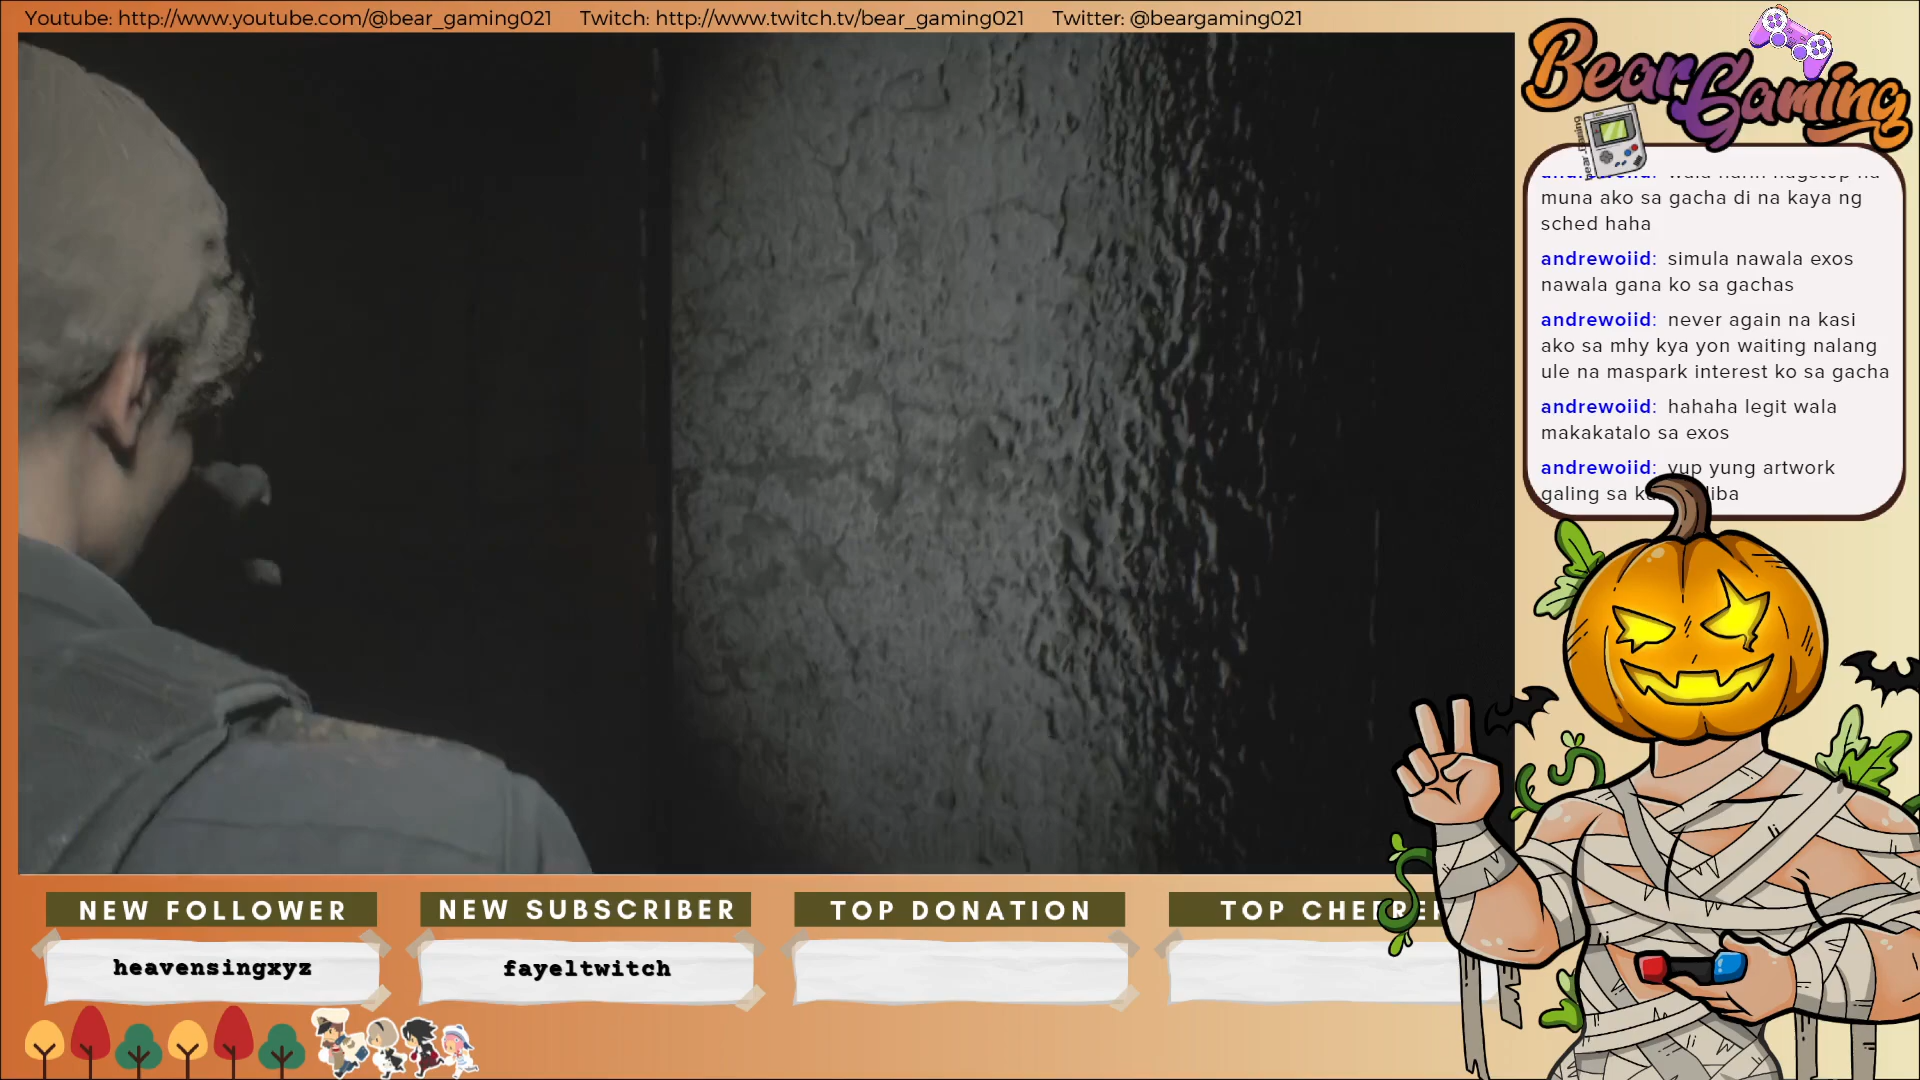 Youtube: http://www.youtube.com/@bear_gaming021 Twitch: http://www.twitch.tv/bear_gaming021 Twitter: @beargaming021
Bear Gaming
muna ako sa gacha di na kaya ng
sched haha
andrewoiid: simula nawala exos
nawala gana ko sa gachas
andrewoiid: never again na kasi
ako sa mhy kya yon waiting nalang
ule na maspark interest ko sa gacha
andrewoiid: hahaha legit wala
makakatalo sa exos
andrewoiid: yup yung artwork
galing sa
NEW FOLLOWER
NEW SUBSCRIBER
TOP DONATION
TOP
heavensingxyz
fayeltwitch